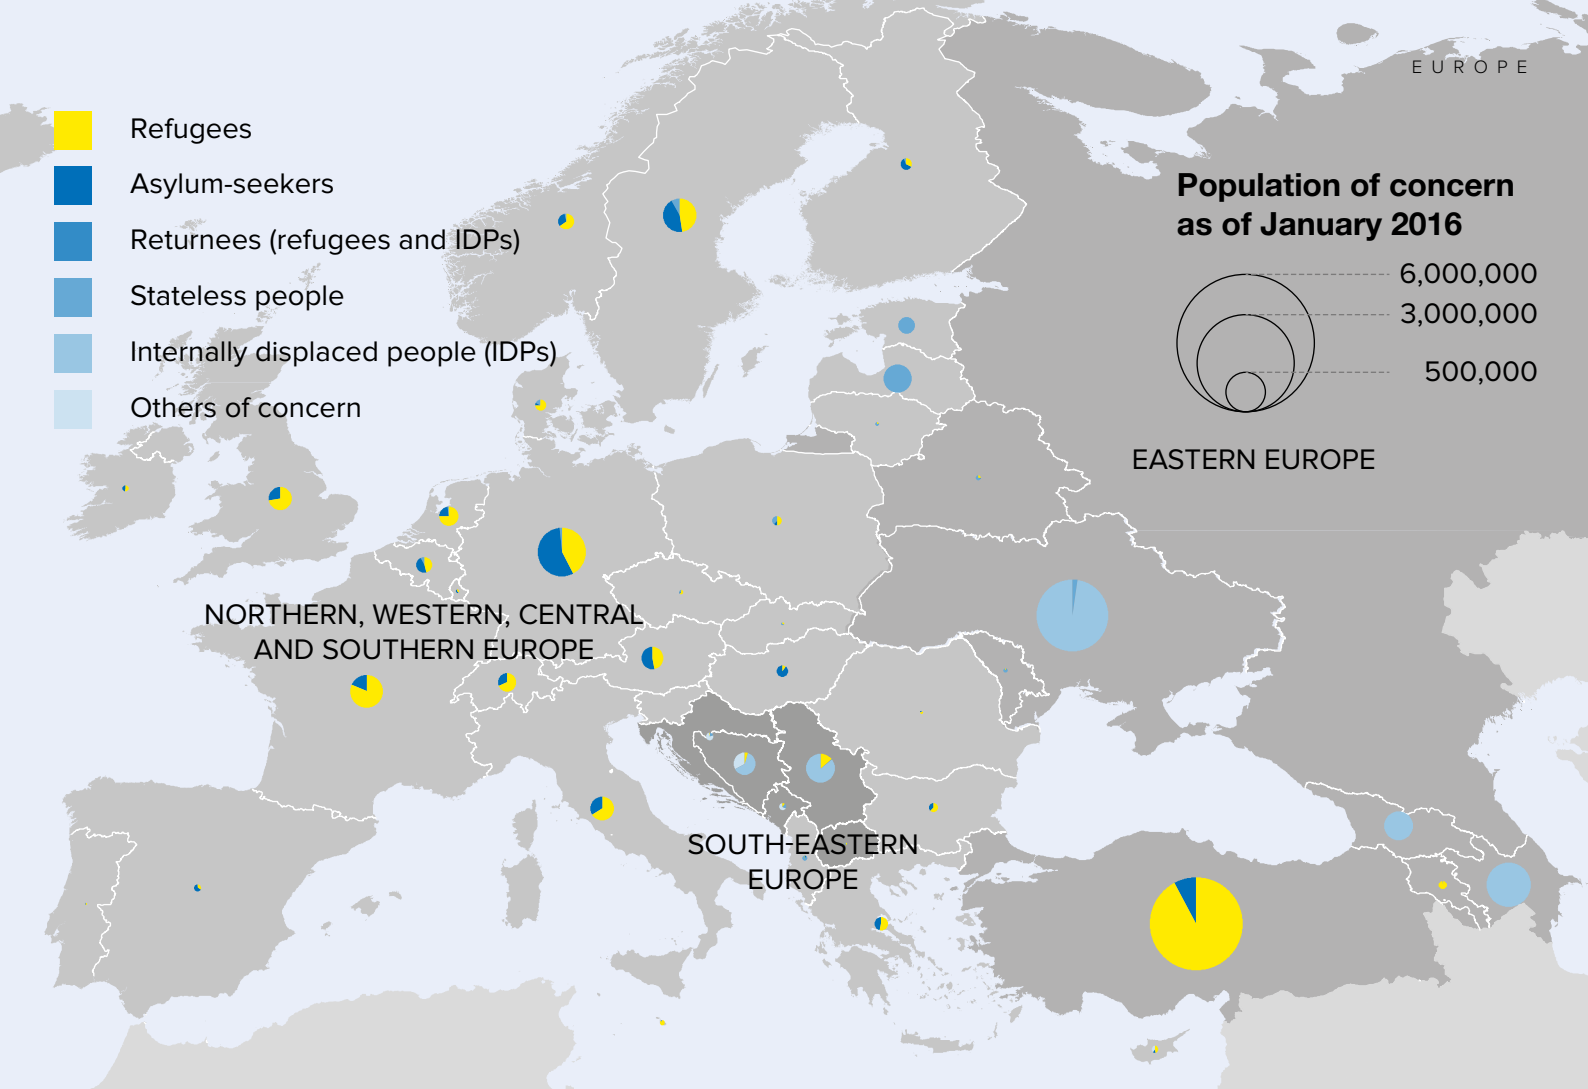 EUROPE
Refugees
Asylum-seekers
Returnees (refugees and IDPs)
Stateless people
Internally displaced people (IDPs)
Others of concern
Population of concern
as of January 2016
6,000,000
3,000,000
500,000
EASTERN EUROPE
NORTHERN, WESTERN, CENTRAL
AND SOUTHERN EUROPE
SOUTH-EASTERN
EUROPE